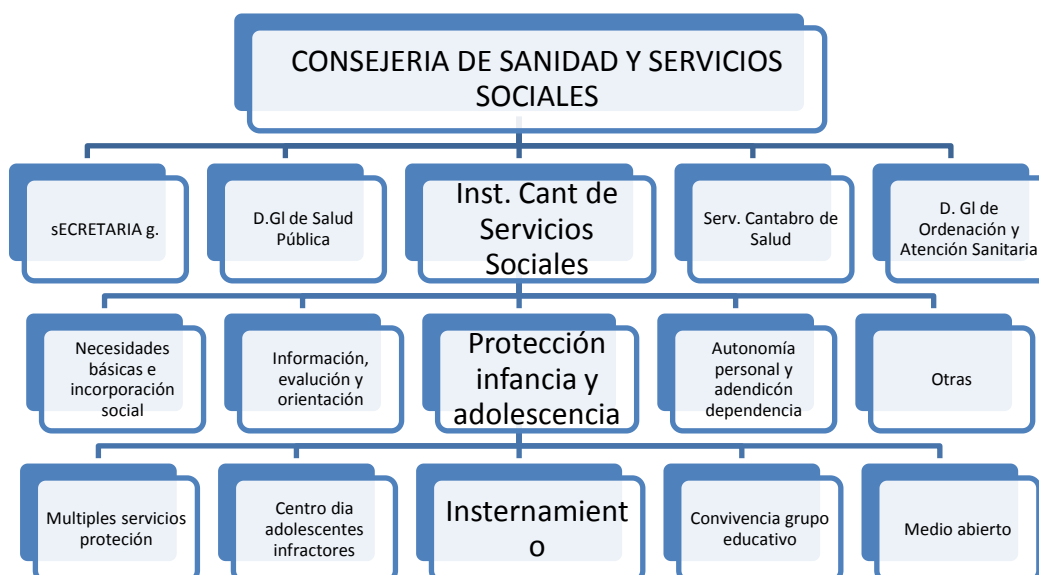 CONSEJERIA DE SANIDAD Y SERVICIOS
SOCIALES
sECRETARIA g.
D.Gl de Salud
Pública
Inst. Cant de
Servicios
Sociales
Serv. Cantabro de
Salud
D. Gl de
Ordenación y
Atención Sanitaria
Necesidades
básicas e
incorporación
social
Información,
evalución y
orientación
Protección
infancia y
adolescencia
Autonomía
personal y
adendicón
dependencia
Otras
Multiples servicios
proteción
Centro dia
adolescentes
infractores
Insternamient
o
Convivencia grupo
educativo
Medio abierto